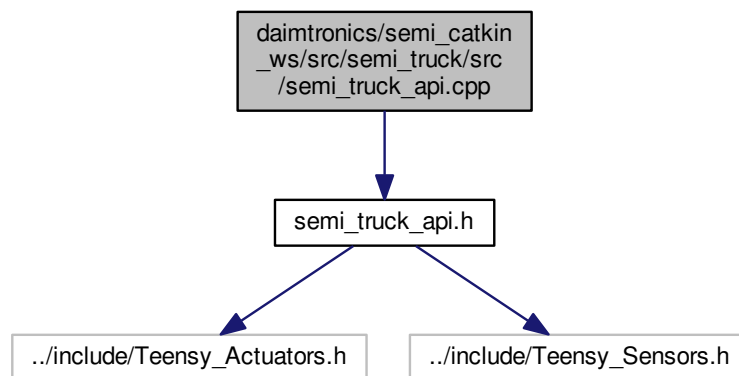 daimtronics/semi_catkin
_ws/src/semi_truck/src
/semi_truck_api.cpp
semi_truck_api.h
../include/Teensy_Actuators.h
../include/Teensy_Sensors.h